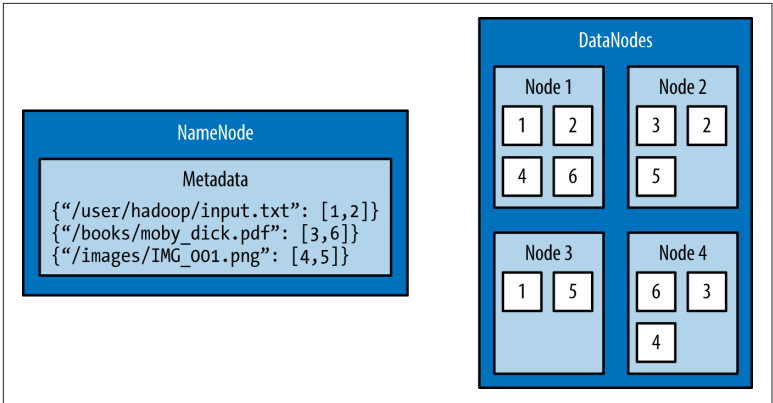 NameNode
Metadata
{“/user/hadoop/input.txt”: [1,2]}
{“/books/moby_dick.pdf”: [3,6]}
{“/images/IMG_001.png”: [4,5]}
DataNodes
Node 1
1 2
4 6
Node 2
3 2
5
Node 3
1 5
Node 4
6 3
4